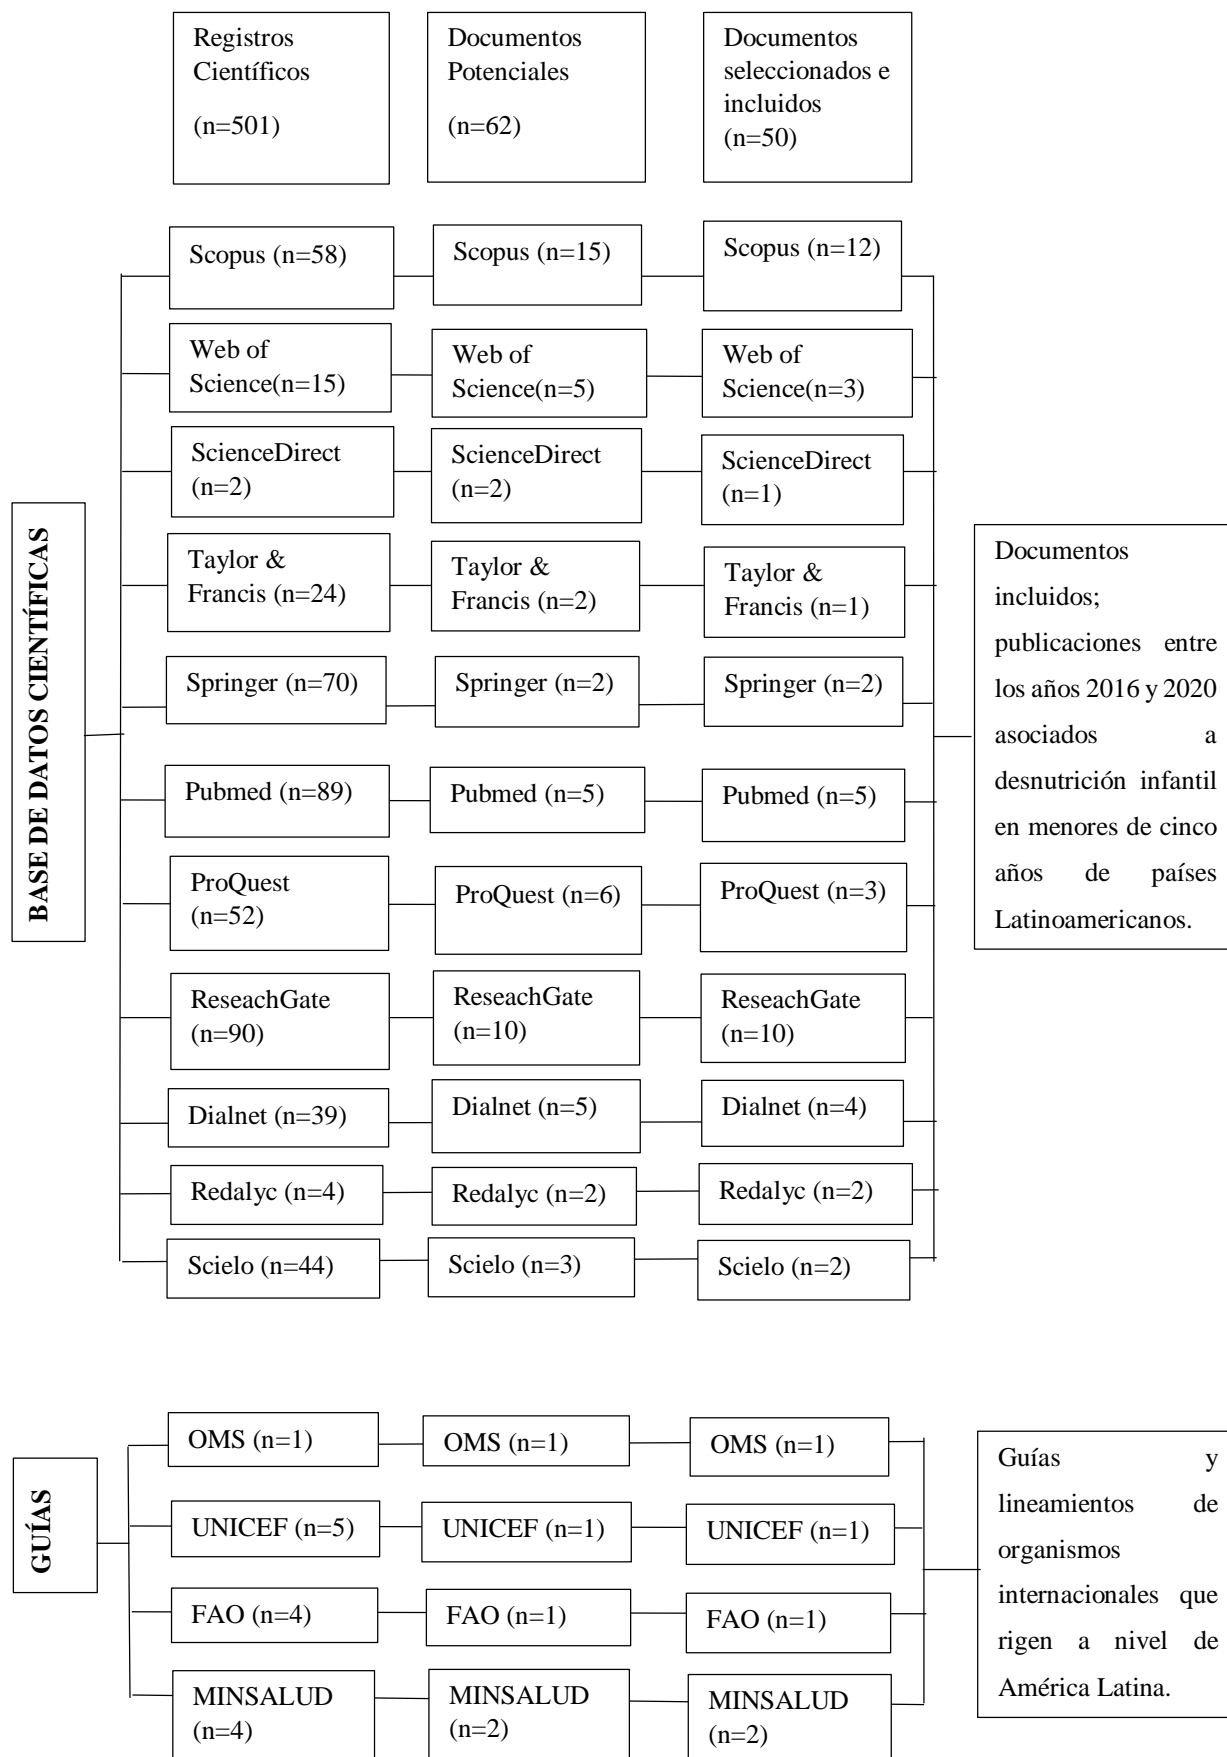 Registros
Científicos
(n=501)
Documentos
Potenciales
(n=62)
Documentos
seleccionados e
incluidos
(n=50)
BASE DE DATOS CIENTÍFICAS
Scopus (n=58)
Scopus (n=15)
Scopus (n=12)
Web of
Science(n=15)
Web of
Science(n=5)
Web of
Science(n=3)
ScienceDirect
(n=2)
ScienceDirect
(n=2)
ScienceDirect
(n=1)
Taylor &
Francis (n=24)
Taylor &
Francis (n=2)
Taylor &
Francis (n=1)
Springer (n=70)
Springer (n=2)
Springer (n=2)
Pubmed (n=89)
Pubmed (n=5)
Pubmed (n=5)
ProQuest
(n=52)
ProQuest (n=6)
ProQuest (n=3)
ReseachGate
(n=90)
ReseachGate
(n=10)
ReseachGate
(n=10)
Dialnet (n=39)
Dialnet (n=5)
Dialnet (n=4)
Redalyc (n=4)
Redalyc (n=2)
Redalyc (n=2)
Scielo (n=44)
Scielo (n=3)
Scielo (n=2)
Documentos
incluidos;
publicaciones entre
los años 2016 y 2020
asociados a
desnutrición infantil
en menores de cinco
años de países
Latinoamericanos.
GUÍAS
OMS (n=1)
OMS (n=1)
OMS (n=1)
UNICEF (n=5)
UNICEF (n=1)
UNICEF (n=1)
FAO (n=4)
FAO (n=1)
FAO (n=1)
MINSALUD
(n=4)
MINSALUD
(n=2)
MINSALUD
(n=2)
Guías y
lineamientos de
organismos
internacionales que
rigen a nivel de
América Latina.